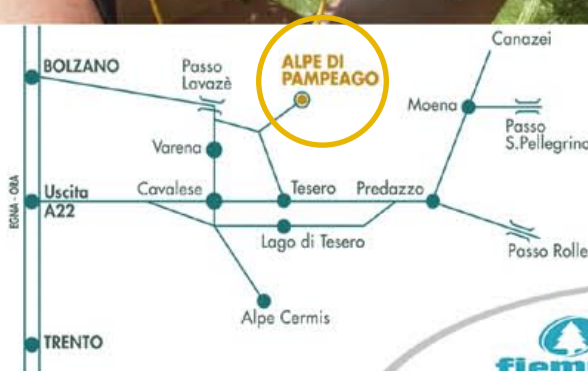 Canazei
BOLZANO
Passo
Lavazè
ALPE DI
PAMPEAGO
Moena
Passo
S.Pellegrino
Varena
EGNA - ORA
Uscita
A22
Cavalese
Tesero
Predazzo
Lago di Tesero
Passo Rolle
Alpe Cermis
TRENTO